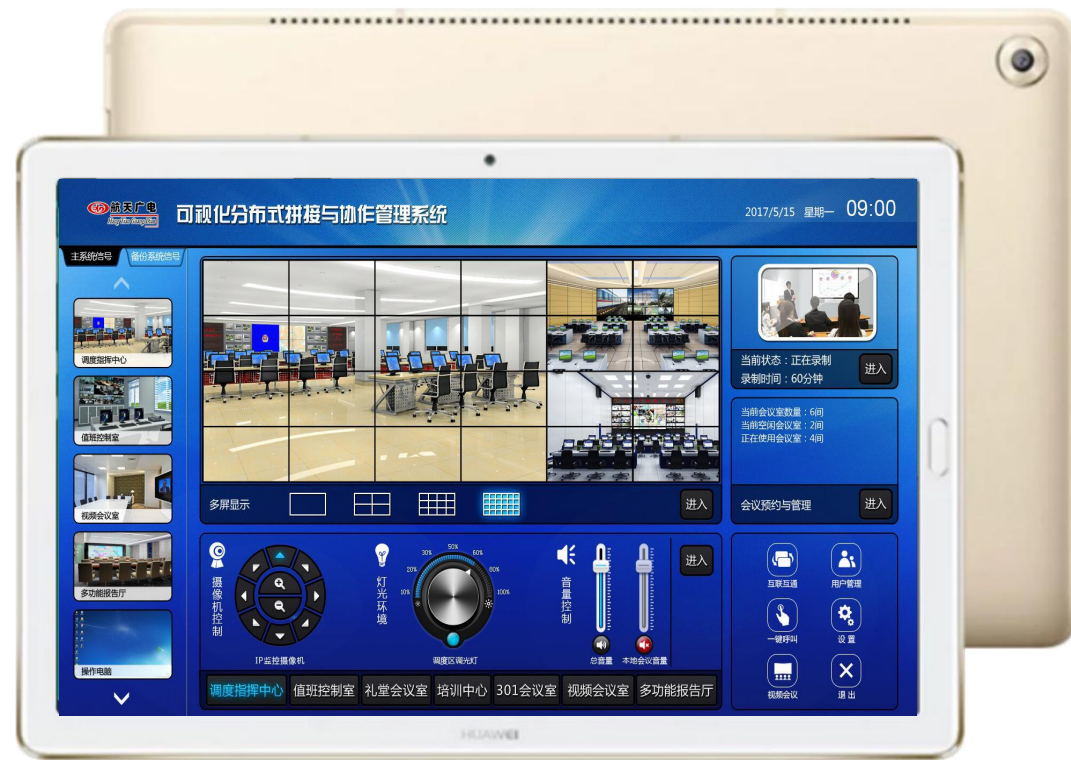 航天广电
Hang Tian Guang Dian
可视化分布式拼接与协作管理系统
2017/5/15 星期一 09:00
主系统信号 备份系统信号
调度指挥中心
值班控制室
视频会议室
多功能报告厅
操作电脑
多屏显示
进入
摄像机控制
IP监控摄像机
灯光环境
10%
20%
30%
50%
60%
80%
100%
调度区调光灯
音量控制
总音量 本地会议音量
进入
调度指挥中心 值班控制室 礼堂会议室 培训中心 301会议室 视频会议室 多功能报告厅
当前状态：正在录制
录制时间：60分钟
进入
当前会议室数量：6间
当前空闲会议室：2间
正在使用会议室：4间
会议预约与管理
进入
互联互通 用户管理
一键呼叫 设置
视频会议 退出
HUAWEI